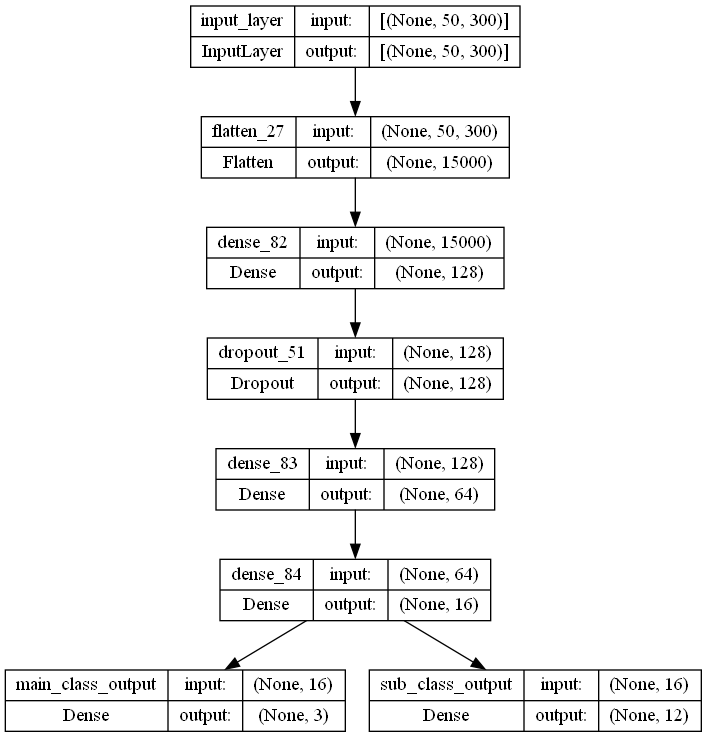 input_layer input: [(None, 50, 300)]
InputLayer output: [(None, 50, 300)]
flatten_27 input: (None, 50, 300)
Flatten output: (None, 15000)
dense_82 input: (None, 15000)
Dense output: (None, 128)
dropout_51 input: (None, 128)
Dropout output: (None, 128)
dense_83 input: (None, 128)
Dense output: (None, 64)
dense_84 input: (None, 64)
Dense output: (None, 16)
main_class_output input: (None, 16)
Dense output: (None, 3)
sub_class_output input: (None, 16)
Dense output: (None, 12)